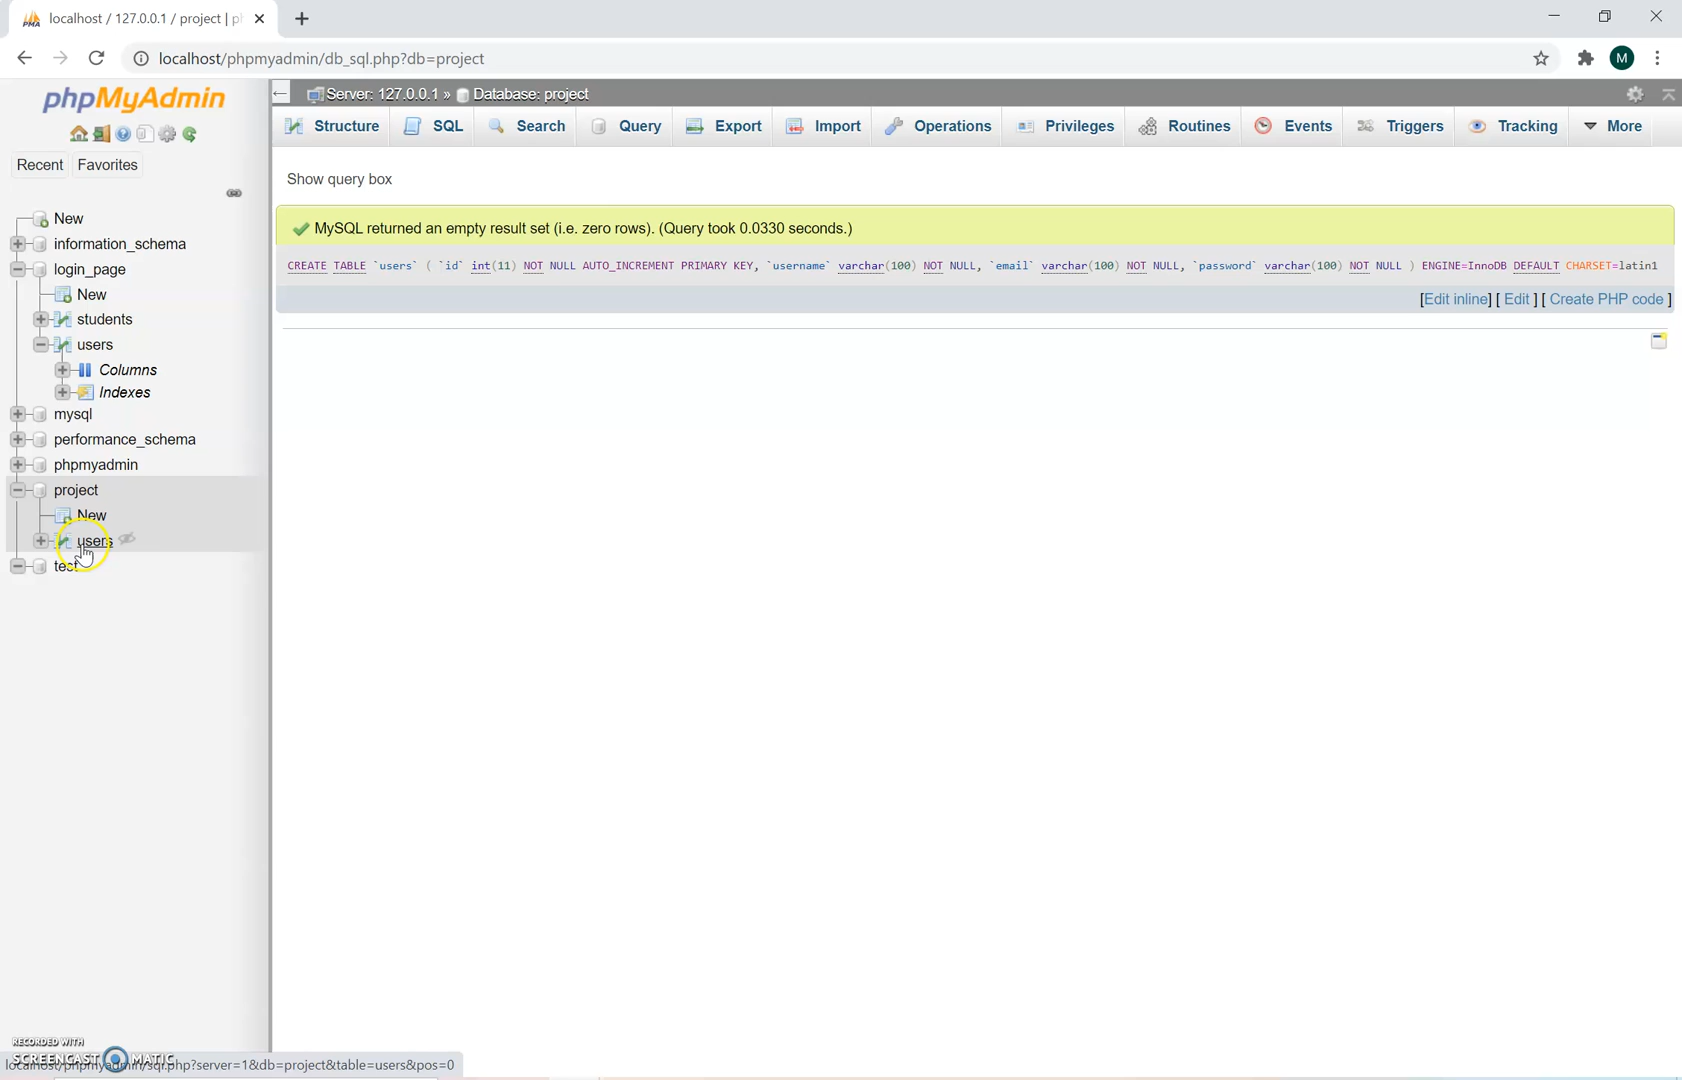 localhost / 127.0.0.1 / project | p
localhost/phpmyadmin/db_sql.php?db=project
M
phpMyAdmin
Server: 127.0.0.1 » Database: project
Structure SQL Search Query Export Import Operations Privileges Routines Events Triggers Tracking More
Recent Favorites
Show query box
New
information_schema
login_page
New
students
users
Columns
Indexes
mysql
performance_schema
phpmyadmin
project
New
users
test
MySQL returned an empty result set (i.e. zero rows). (Query took 0.0330 seconds.)
CREATE TABLE `users` ( `id` int(11) NOT NULL AUTO_INCREMENT PRIMARY KEY, `username` varchar(100) NOT NULL, `email` varchar(100) NOT NULL, `password` varchar(100) NOT NULL ) ENGINE=InnoDB DEFAULT CHARSET=latin1
[Edit inline] [ Edit ] [ Create PHP code ]
RECORDED WITH
SCREENCAST MATIC
localhost/phpmyadmin/sql.php?server=1&db=project&table=users&pos=0